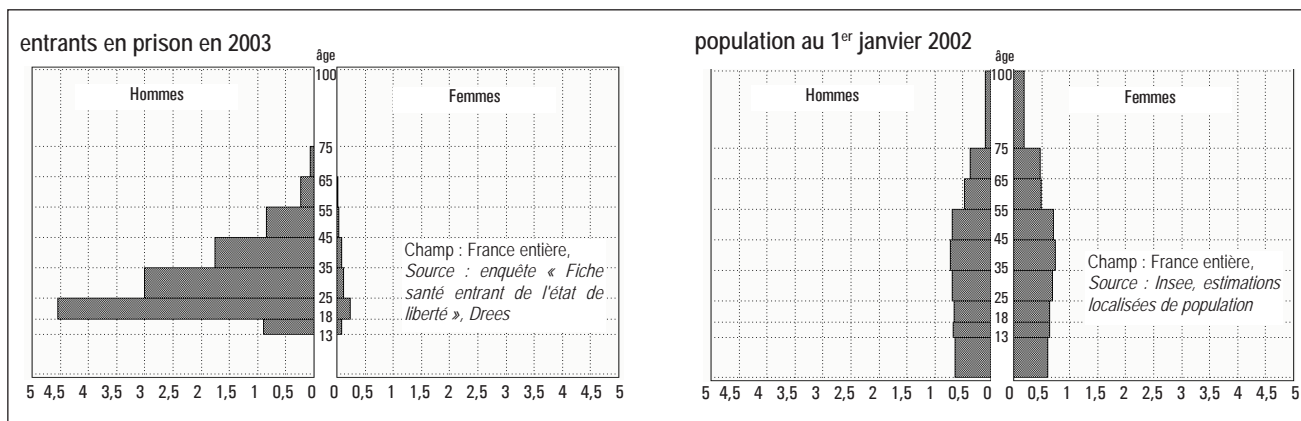 entrants en prison en 2003
âge
100
Hommes
Femmes
75
65
55
45
35
25
18
13
Champ : France entière,
Source : enquête « Fiche
santé entrant de l'état de
liberté », Drees
5 4,5 4 3,5 3 2,5 2 1,5 1 0,5 0
0 0,5 1 1,5 2 2,5 3 3,5 4 4,5 5
population au 1er janvier 2002
âge
100
Hommes
Femmes
75
65
55
45
35
25
18
13
Champ : France entière,
Source : Insee, estimations
localisées de population
5 4,5 4 3,5 3 2,5 2 1,5 1 0,5 0
0 0,5 1 1,5 2 2,5 3 3,5 4 4,5 5